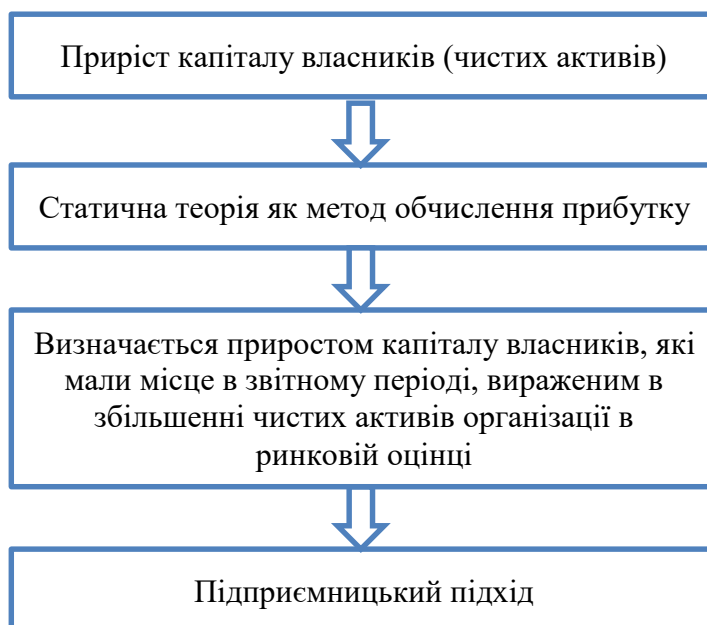 Приріст капіталу власників (чистих активів)
Статична теорія як метод обчислення прибутку
Визначається приростом капіталу власників, які
мали місце в звітному періоді, вираженим в
збільшенні чистих активів організації в
ринковій оцінці
Підприємницький підхід